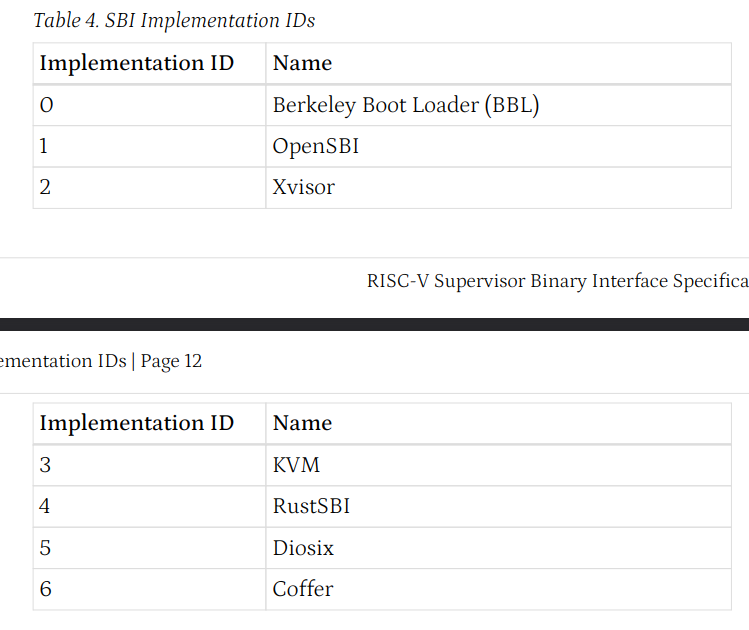 Table 4. SBI Implementation IDs
Implementation ID Name
0 Berkeley Boot Loader (BBL)
1 OpenSBI
2 Xvisor
RISC-V Supervisor Binary Interface Specifica
ementation IDs | Page 12
Implementation ID Name
3 KVM
4 RustSBI
5 Diosix
6 Coffer